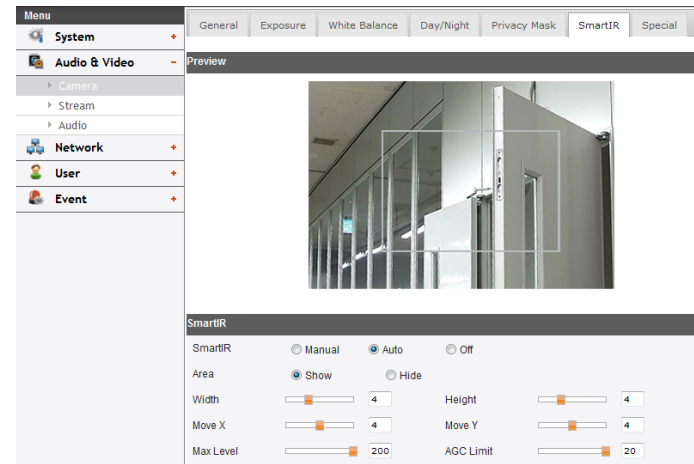 Menu
System +
Audio & Video -
Camera
Stream
Audio
Network +
User +
Event +
General Exposure White Balance Day/Night Privacy Mask SmartIR Special
Preview
SmartIR
SmartIR Manual Auto Off
Area Show Hide
Width 4 Height 4
Move X 4 Move Y 4
Max Level 200 AGC Limit 20